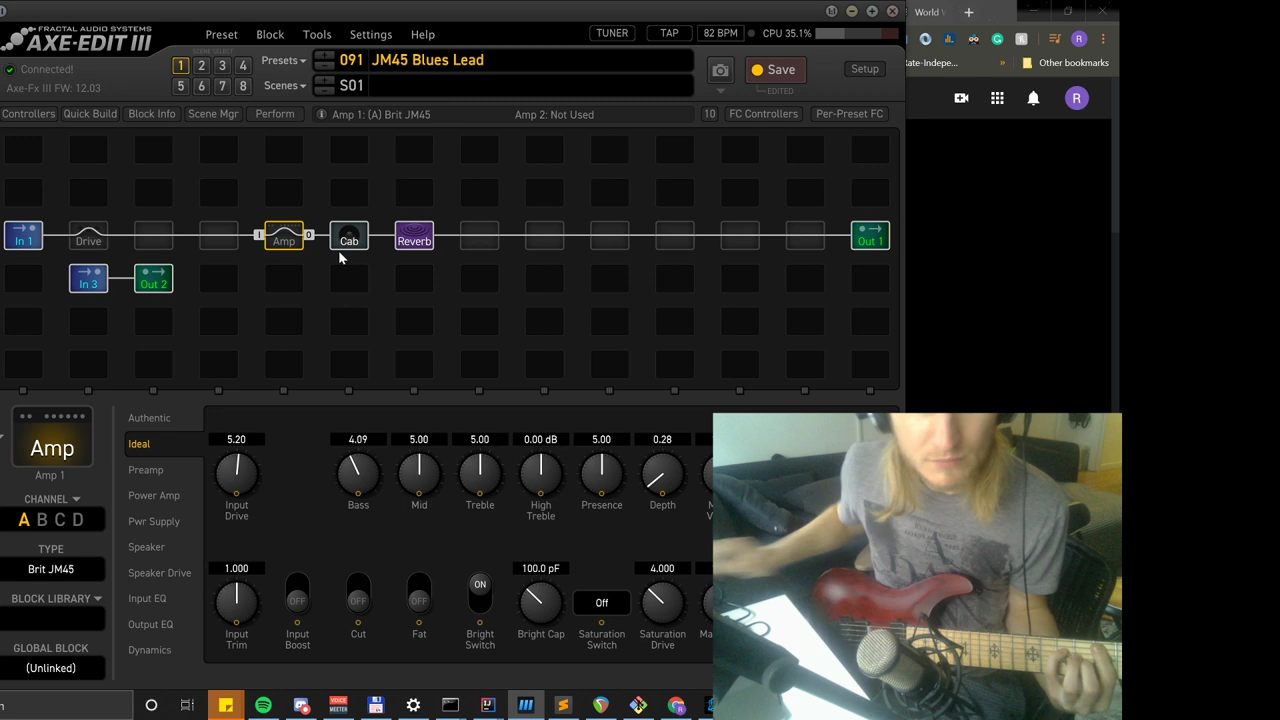 World
FRACTAL AUDIO SYSTEMS
AXE-EDIT III
Preset Block Tools Settings Help
TUNER TAP 82 BPM CPU 35.1%
SCENE SELECT
1 2 3 4
5 6 7 8
Presets 091 JM45 Blues Lead
Scenes S01
Save
EDITED
Setup
Connected!
Axe-Fx III FW: 12.03
ate-Indepe... » Other bookmarks
R
Controllers Quick Build Block Info Scene Mgr Perform Amp 1: (A) Brit JM45 Amp 2: Not Used 10 FC Controllers Per-Preset FC
In 1 Drive I Amp O Cab Reverb Out 1
In 3 Out 2
Amp
Amp 1
CHANNEL
A B C D
TYPE
Brit JM45
BLOCK LIBRARY
GLOBAL BLOCK
(Unlinked)
Authentic
Ideal
Preamp
Power Amp
Pwr Supply
Speaker
Speaker Drive
Input EQ
Output EQ
Dynamics
5.20 4.09 5.00 5.00 0.00 dB 5.00 0.28
Input Drive Bass Mid Treble High Treble Presence Depth
1.000 100.0 pF 4.000
OFF OFF OFF ON Off
Input Trim Input Boost Cut Fat Bright Switch Bright Cap Saturation Switch Saturation Drive
VOICE MEETER